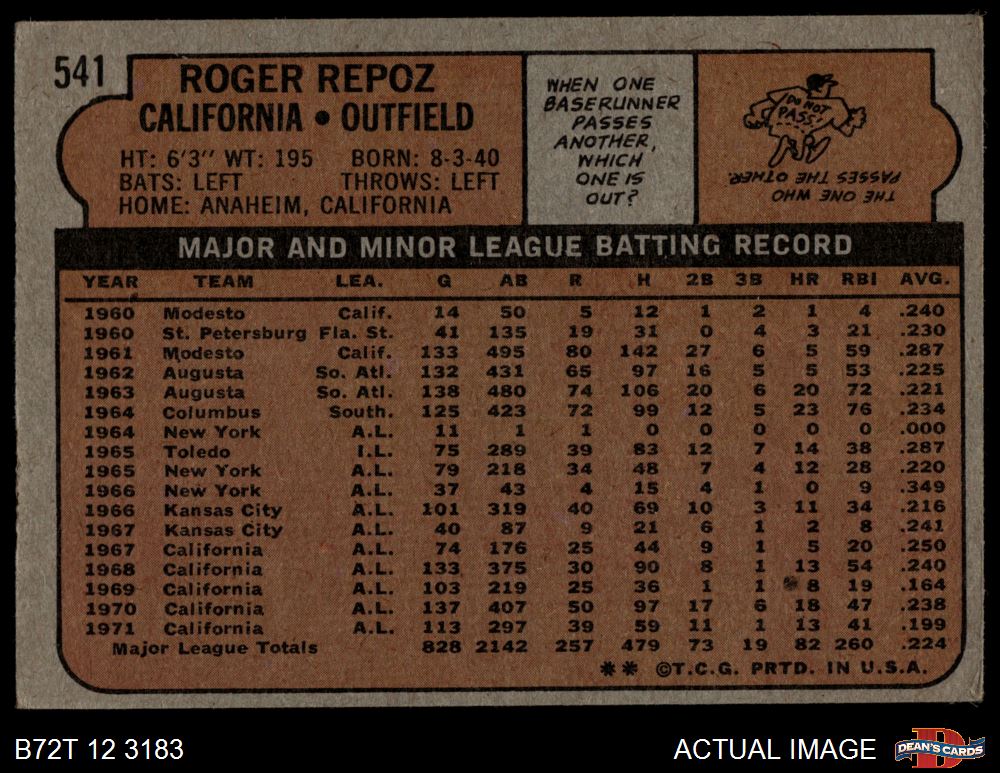 541
ROGER REPOZ
CALIFORNIA • OUTFIELD
HT: 6'3" WT: 195 BORN: 8-3-40
BATS: LEFT THROWS: LEFT
HOME: ANAHEIM, CALIFORNIA
WHEN ONE
BASERUNNER
PASSES
ANOTHER,
WHICH
ONE IS
OUT?
DO NOT
PASS!
THE ONE WHO
PASSES THE OTHER.
MAJOR AND MINOR LEAGUE BATTING RECORD
YEAR TEAM LEA. G AB R H 2B 3B HR RBI AVG.
1960 Modesto Calif. 14 50 5 12 1 2 1 4 .240
1960 St. Petersburg Fla. St. 41 135 19 31 0 4 3 21 .230
1961 Modesto Calif. 133 495 80 142 27 6 5 59 .287
1962 Augusta So. Atl. 132 431 65 97 16 5 5 53 .225
1963 Augusta So. Atl. 138 480 74 106 20 6 20 72 .221
1964 Columbus South. 125 423 72 99 12 5 23 76 .234
1964 New York A.L. 11 1 1 0 0 0 0 0 .000
1965 Toledo I.L. 75 289 39 83 12 7 14 38 .287
1965 New York A.L. 79 218 34 48 7 4 12 28 .220
1966 New York A.L. 37 43 4 15 4 1 0 9 .349
1966 Kansas City A.L. 101 319 40 69 10 3 11 34 .216
1967 Kansas City A.L. 40 87 9 21 6 1 2 8 .241
1967 California A.L. 74 176 25 44 9 1 5 20 .250
1968 California A.L. 133 375 30 90 8 1 13 54 .240
1969 California A.L. 103 219 25 36 1 1 8 19 .164
1970 California A.L. 137 407 50 97 17 6 18 47 .238
1971 California A.L. 113 297 39 59 11 1 13 41 .199
Major League Totals 828 2142 257 479 73 19 82 260 .224
** ©T.C.G. PRTD. IN U.S.A.
B72T 12 3183
ACTUAL IMAGE
D
DEAN'S CARDS